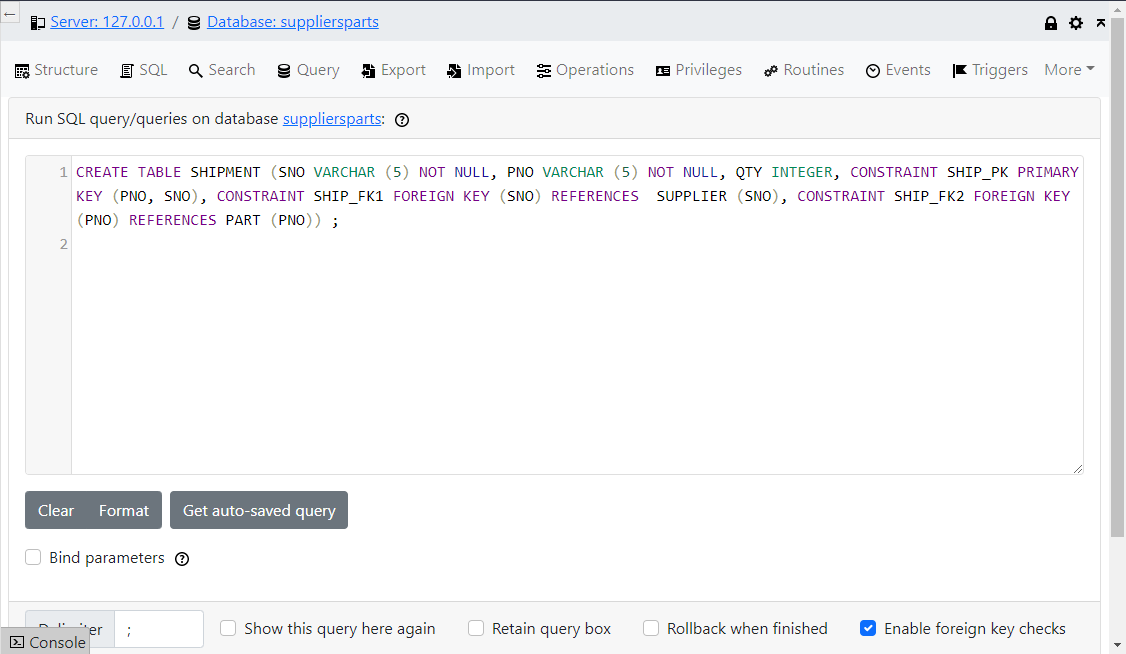 Server: 127.0.0.1 / Database: suppliersparts
Structure SQL Search Query Export Import Operations Privileges Routines Events Triggers More
Run SQL query/queries on database suppliersparts:
1 CREATE TABLE SHIPMENT (SNO VARCHAR (5) NOT NULL, PNO VARCHAR (5) NOT NULL, QTY INTEGER, CONSTRAINT SHIP_PK PRIMARY
KEY (PNO, SNO), CONSTRAINT SHIP_FK1 FOREIGN KEY (SNO) REFERENCES  SUPPLIER (SNO), CONSTRAINT SHIP_FK2 FOREIGN KEY
(PNO) REFERENCES PART (PNO)) ;
2
Clear Format Get auto-saved query
Bind parameters
; Show this query here again Retain query box Rollback when finished Enable foreign key checks
Console